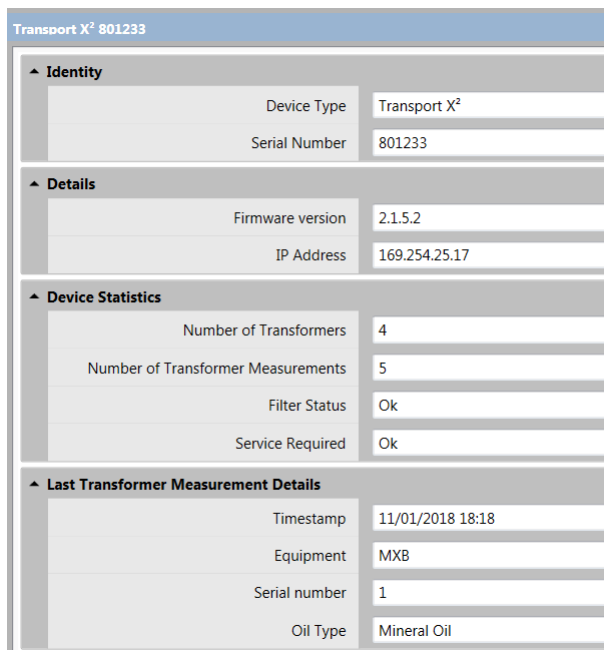 Transport X² 801233
Identity
Device Type Transport X²
Serial Number 801233
Details
Firmware version 2.1.5.2
IP Address 169.254.25.17
Device Statistics
Number of Transformers 4
Number of Transformer Measurements 5
Filter Status Ok
Service Required Ok
Last Transformer Measurement Details
Timestamp 11/01/2018 18:18
Equipment MXB
Serial number 1
Oil Type Mineral Oil